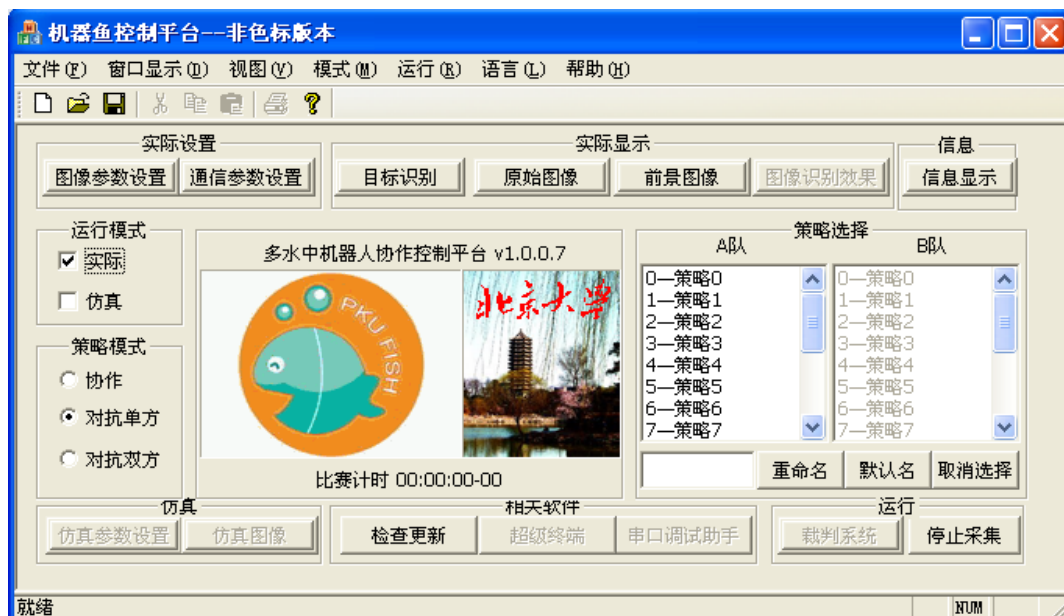 机器鱼控制平台--非色标版本
文件(F) 窗口显示(D) 视图(V) 模式(M) 运行(R) 语言(L) 帮助(H)
实际设置 实际显示 信息
图像参数设置 通信参数设置 目标识别 原始图像 前景图像 图像识别效果 信息显示
运行模式
实际
仿真
策略模式
协作
对抗单方
对抗双方
多水中机器人协作控制平台 v1.0.0.7
PKU FISH
北京大学
比赛计时 00:00:00-00
策略选择
A队 B队
0—策略0 0—策略0
1—策略1 1—策略1
2—策略2 2—策略2
3—策略3 3—策略3
4—策略4 4—策略4
5—策略5 5—策略5
6—策略6 6—策略6
7—策略7 7—策略7
重命名 默认名 取消选择
仿真 相关软件 运行
仿真参数设置 仿真图像 检查更新 超级终端 串口调试助手 裁判系统 停止采集
就绪 NUM